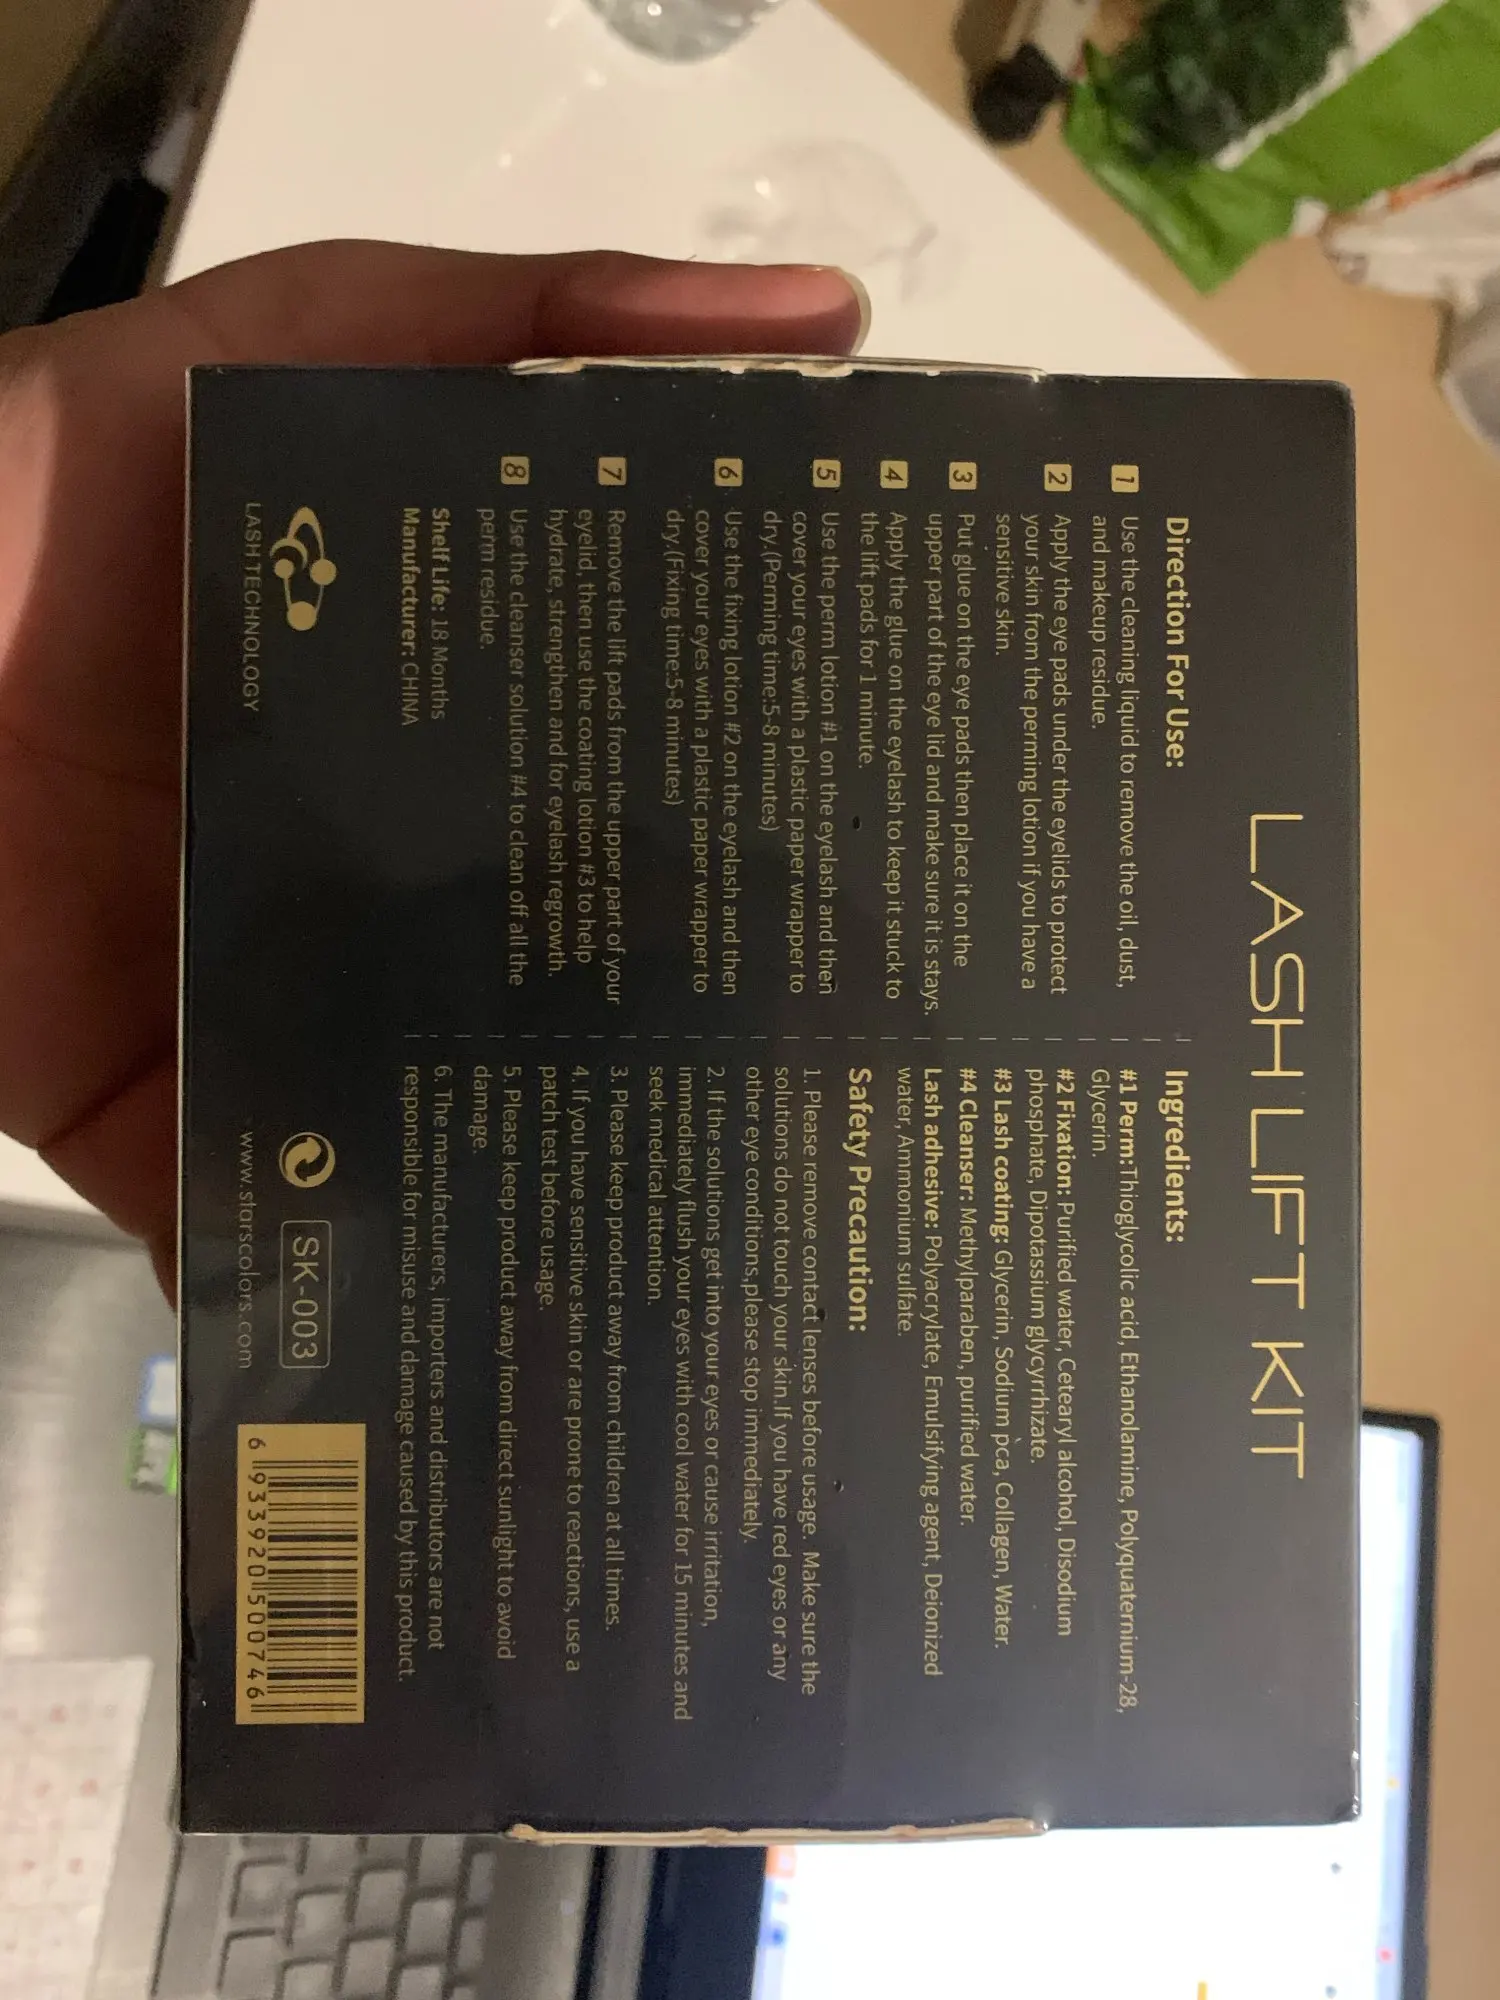 LASH LIFT KIT
Direction For Use:
1 Use the cleaning liquid to remove the oil, dust,
and makeup residue.
2 Apply the eye pads under the eyelids to protect
your skin from the perming lotion if you have a
sensitive skin.
3 Put glue on the eye pads then place it on the
upper part of the eye lid and make sure it is stays.
4 Apply the glue on the eyelash to keep it stuck to
the lift pads for 1 minute.
5 Use the perm lotion #1 on the eyelash and then
cover your eyes with a plastic paper wrapper to
dry.(Perming time:5-8 minutes)
6 Use the fixing lotion #2 on the eyelash and then
cover your eyes with a plastic paper wrapper to
dry.(Fixing time:5-8 minutes)
7 Remove the lift pads from the upper part of your
eyelid, then use the coating lotion #3 to help
hydrate, strengthen and for eyelash regrowth.
8 Use the cleanser solution #4 to clean off all the
perm residue.
Shelf Life: 18 Months
Manufacturer: CHINA
LASH TECHNOLOGY
Ingredients:
#1 Perm:Thioglycolic acid, Ethanolamine, Polyquaternium-28,
Glycerin.
#2 Fixation: Purified water, Cetearyl alcohol, Disodium
phosphate, Dipotassium glycyrrhizate.
#3 Lash coating: Glycerin, Sodium pca, Collagen, Water.
#4 Cleanser: Methylparaben, purified water.
Lash adhesive: Polyacrylate, Emulsifying agent, Deionized
water, Ammonium sulfate.
Safety Precaution:
1. Please remove contact lenses before usage. Make sure the
solutions do not touch your skin.If you have red eyes or any
other eye conditions,please stop immediately.
2. If the solutions get into your eyes or cause irritation,
immediately flush your eyes with cool water for 15 minutes and
seek medical attention.
3. Please keep product away from children at all times.
4. If you have sensitive skin or are prone to reactions, use a
patch test before usage.
5. Please keep product away from direct sunlight to avoid
damage.
6. The manufacturers, importers and distributors are not
responsible for misuse and damage caused by this product.
SK-003
www.starscolors.com
6 933920 500746